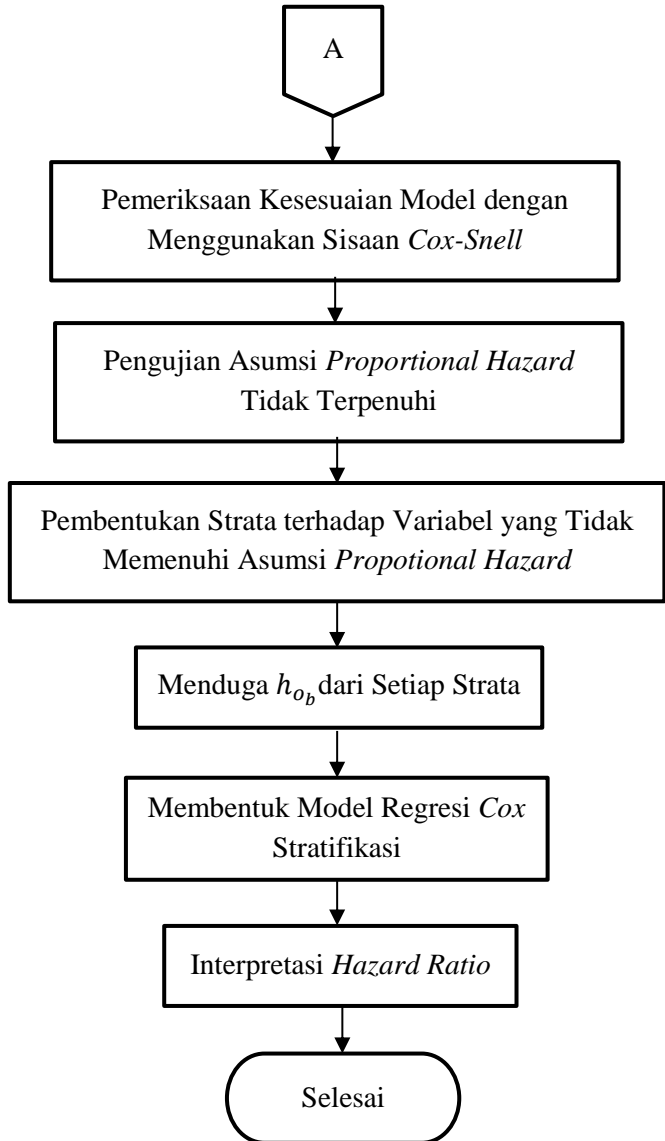 A
Pemeriksaan Kesesuaian Model dengan
Menggunakan Sisaan Cox-Snell
Pengujian Asumsi Proportional Hazard
Tidak Terpenuhi
Pembentukan Strata terhadap Variabel yang Tidak
Memenuhi Asumsi Propotional Hazard
Menduga h_{o_b} dari Setiap Strata
Membentuk Model Regresi Cox
Stratifikasi
Interpretasi Hazard Ratio
Selesai